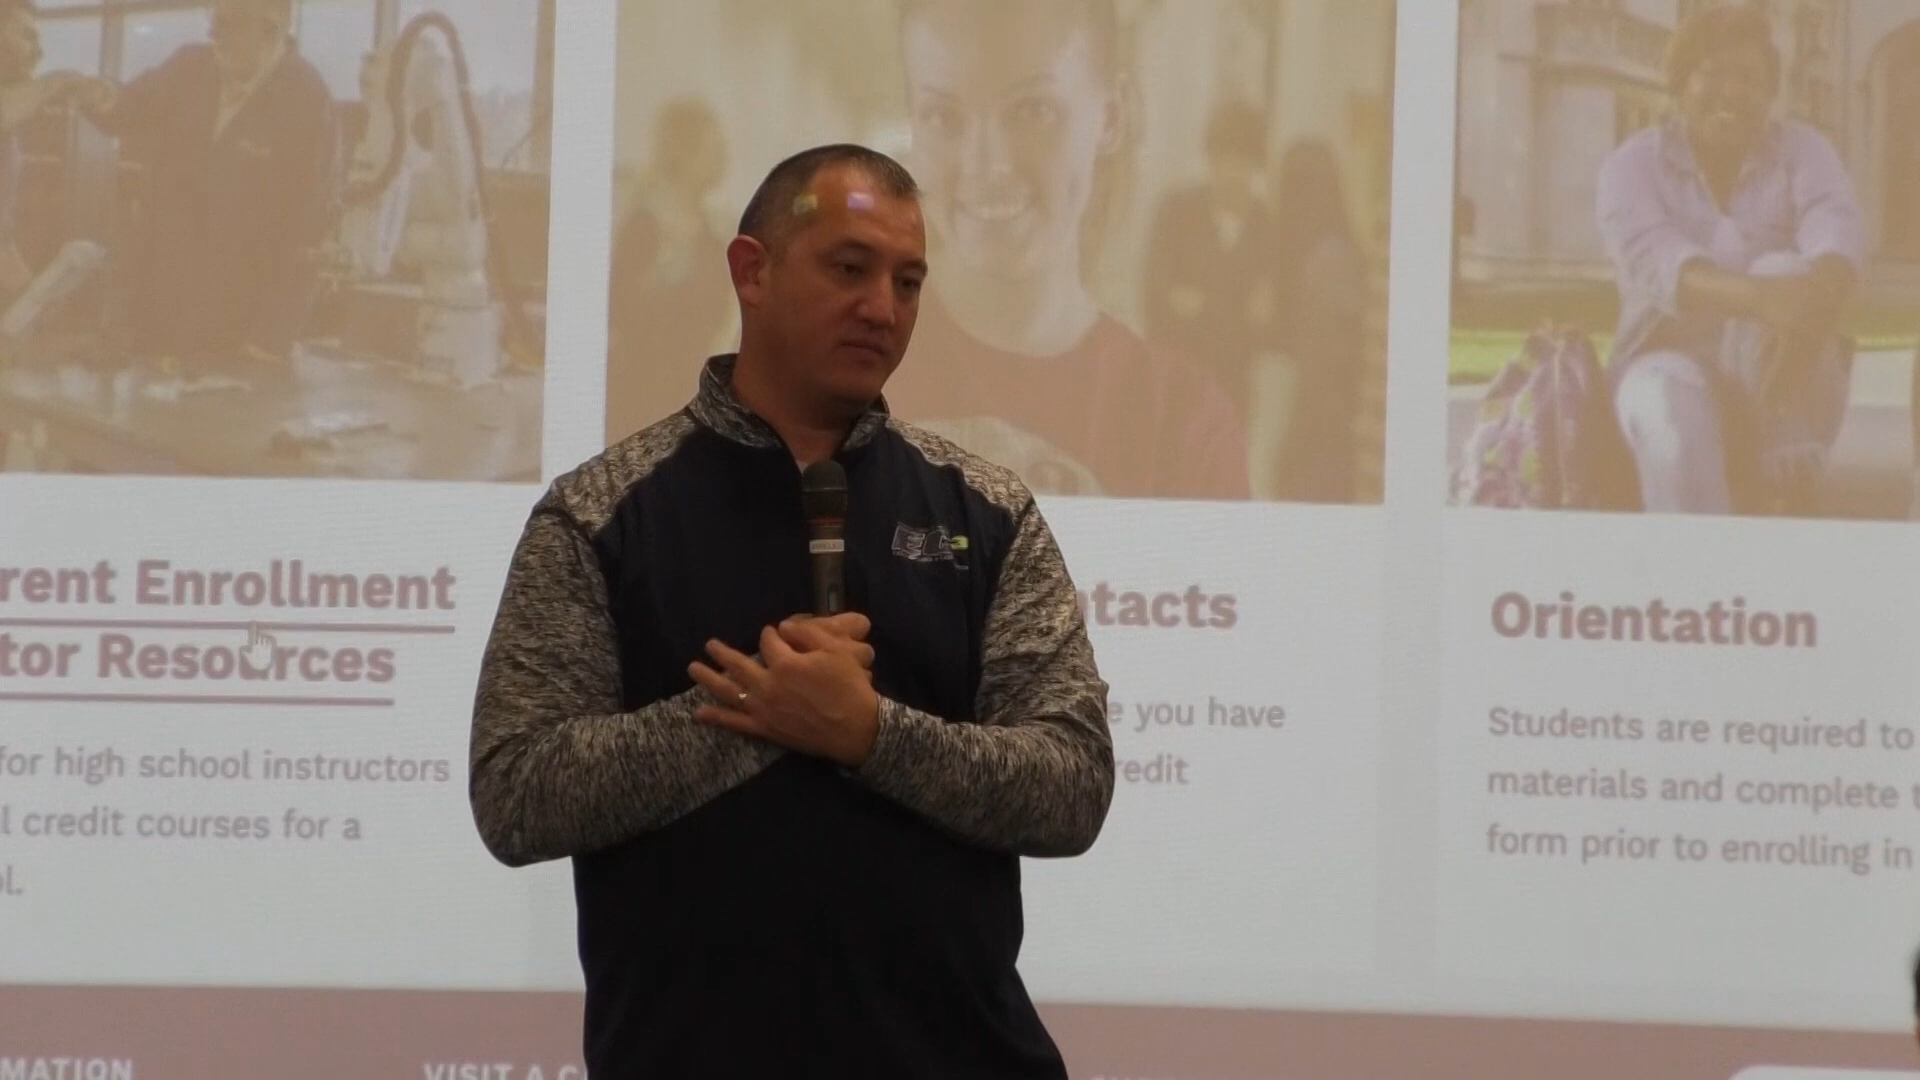 rent Enrollment
tor Resources
for high school instructors
l credit courses for a
l.
tacts
e you have
redit
Orientation
Students are required to
materials and complete t
form prior to enrolling in
MATION
VISIT A C